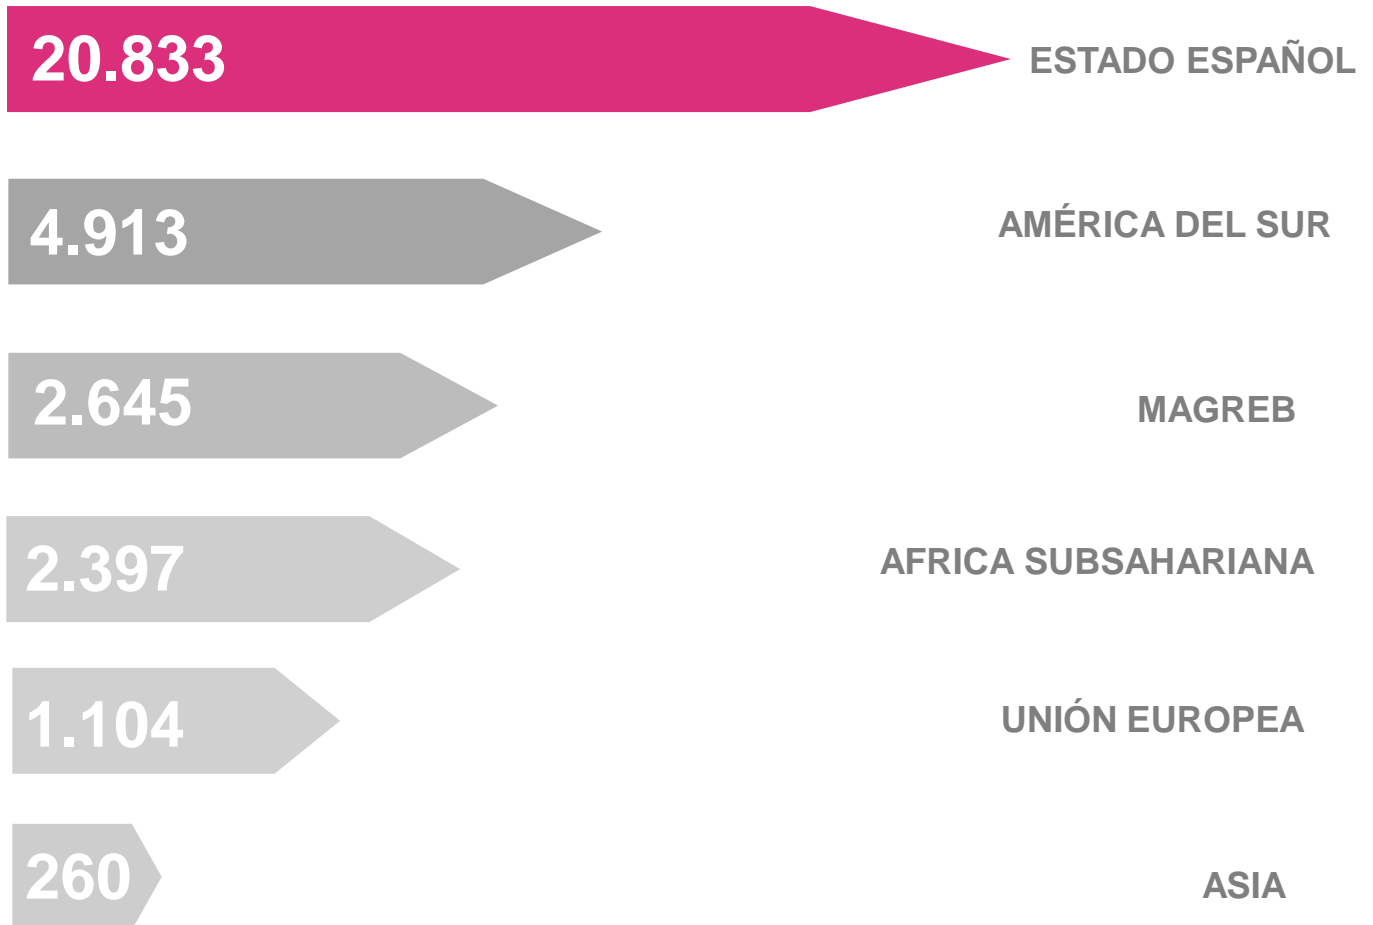 20.833 ESTADO ESPAÑOL
4.913 AMÉRICA DEL SUR
2.645 MAGREB
2.397 AFRICA SUBSAHARIANA
1.104 UNIÓN EUROPEA
260 ASIA